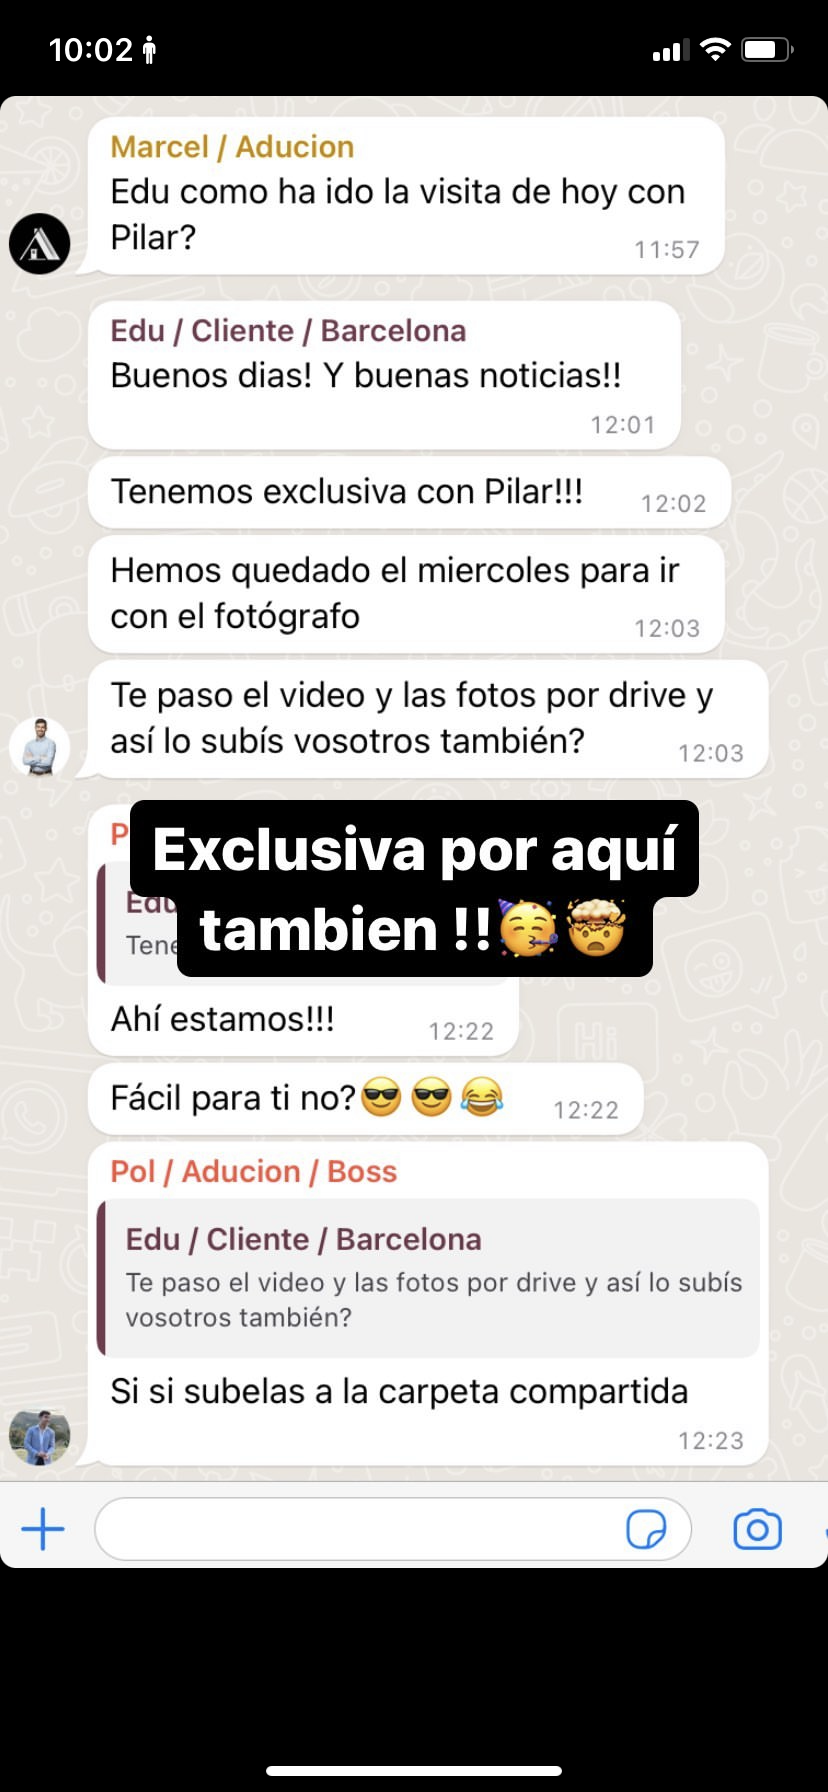 10:02
Marcel / Aducion
Edu como ha ido la visita de hoy con
Pilar?
11:57
Edu / Cliente / Barcelona
Buenos dias! Y buenas noticias!!
12:01
Tenemos exclusiva con Pilar!!!
12:02
Hemos quedado el miercoles para ir
con el fotógrafo
12:03
Te paso el video y las fotos por drive y
así lo subís vosotros también?
12:03
Exclusiva por aquí
tambien !!🥳🤯
Ahí estamos!!!
12:22
Fácil para ti no?😎😎😂
12:22
Pol / Aducion / Boss
Edu / Cliente / Barcelona
Te paso el video y las fotos por drive y así lo subís
vosotros también?
Si si subelas a la carpeta compartida
12:23